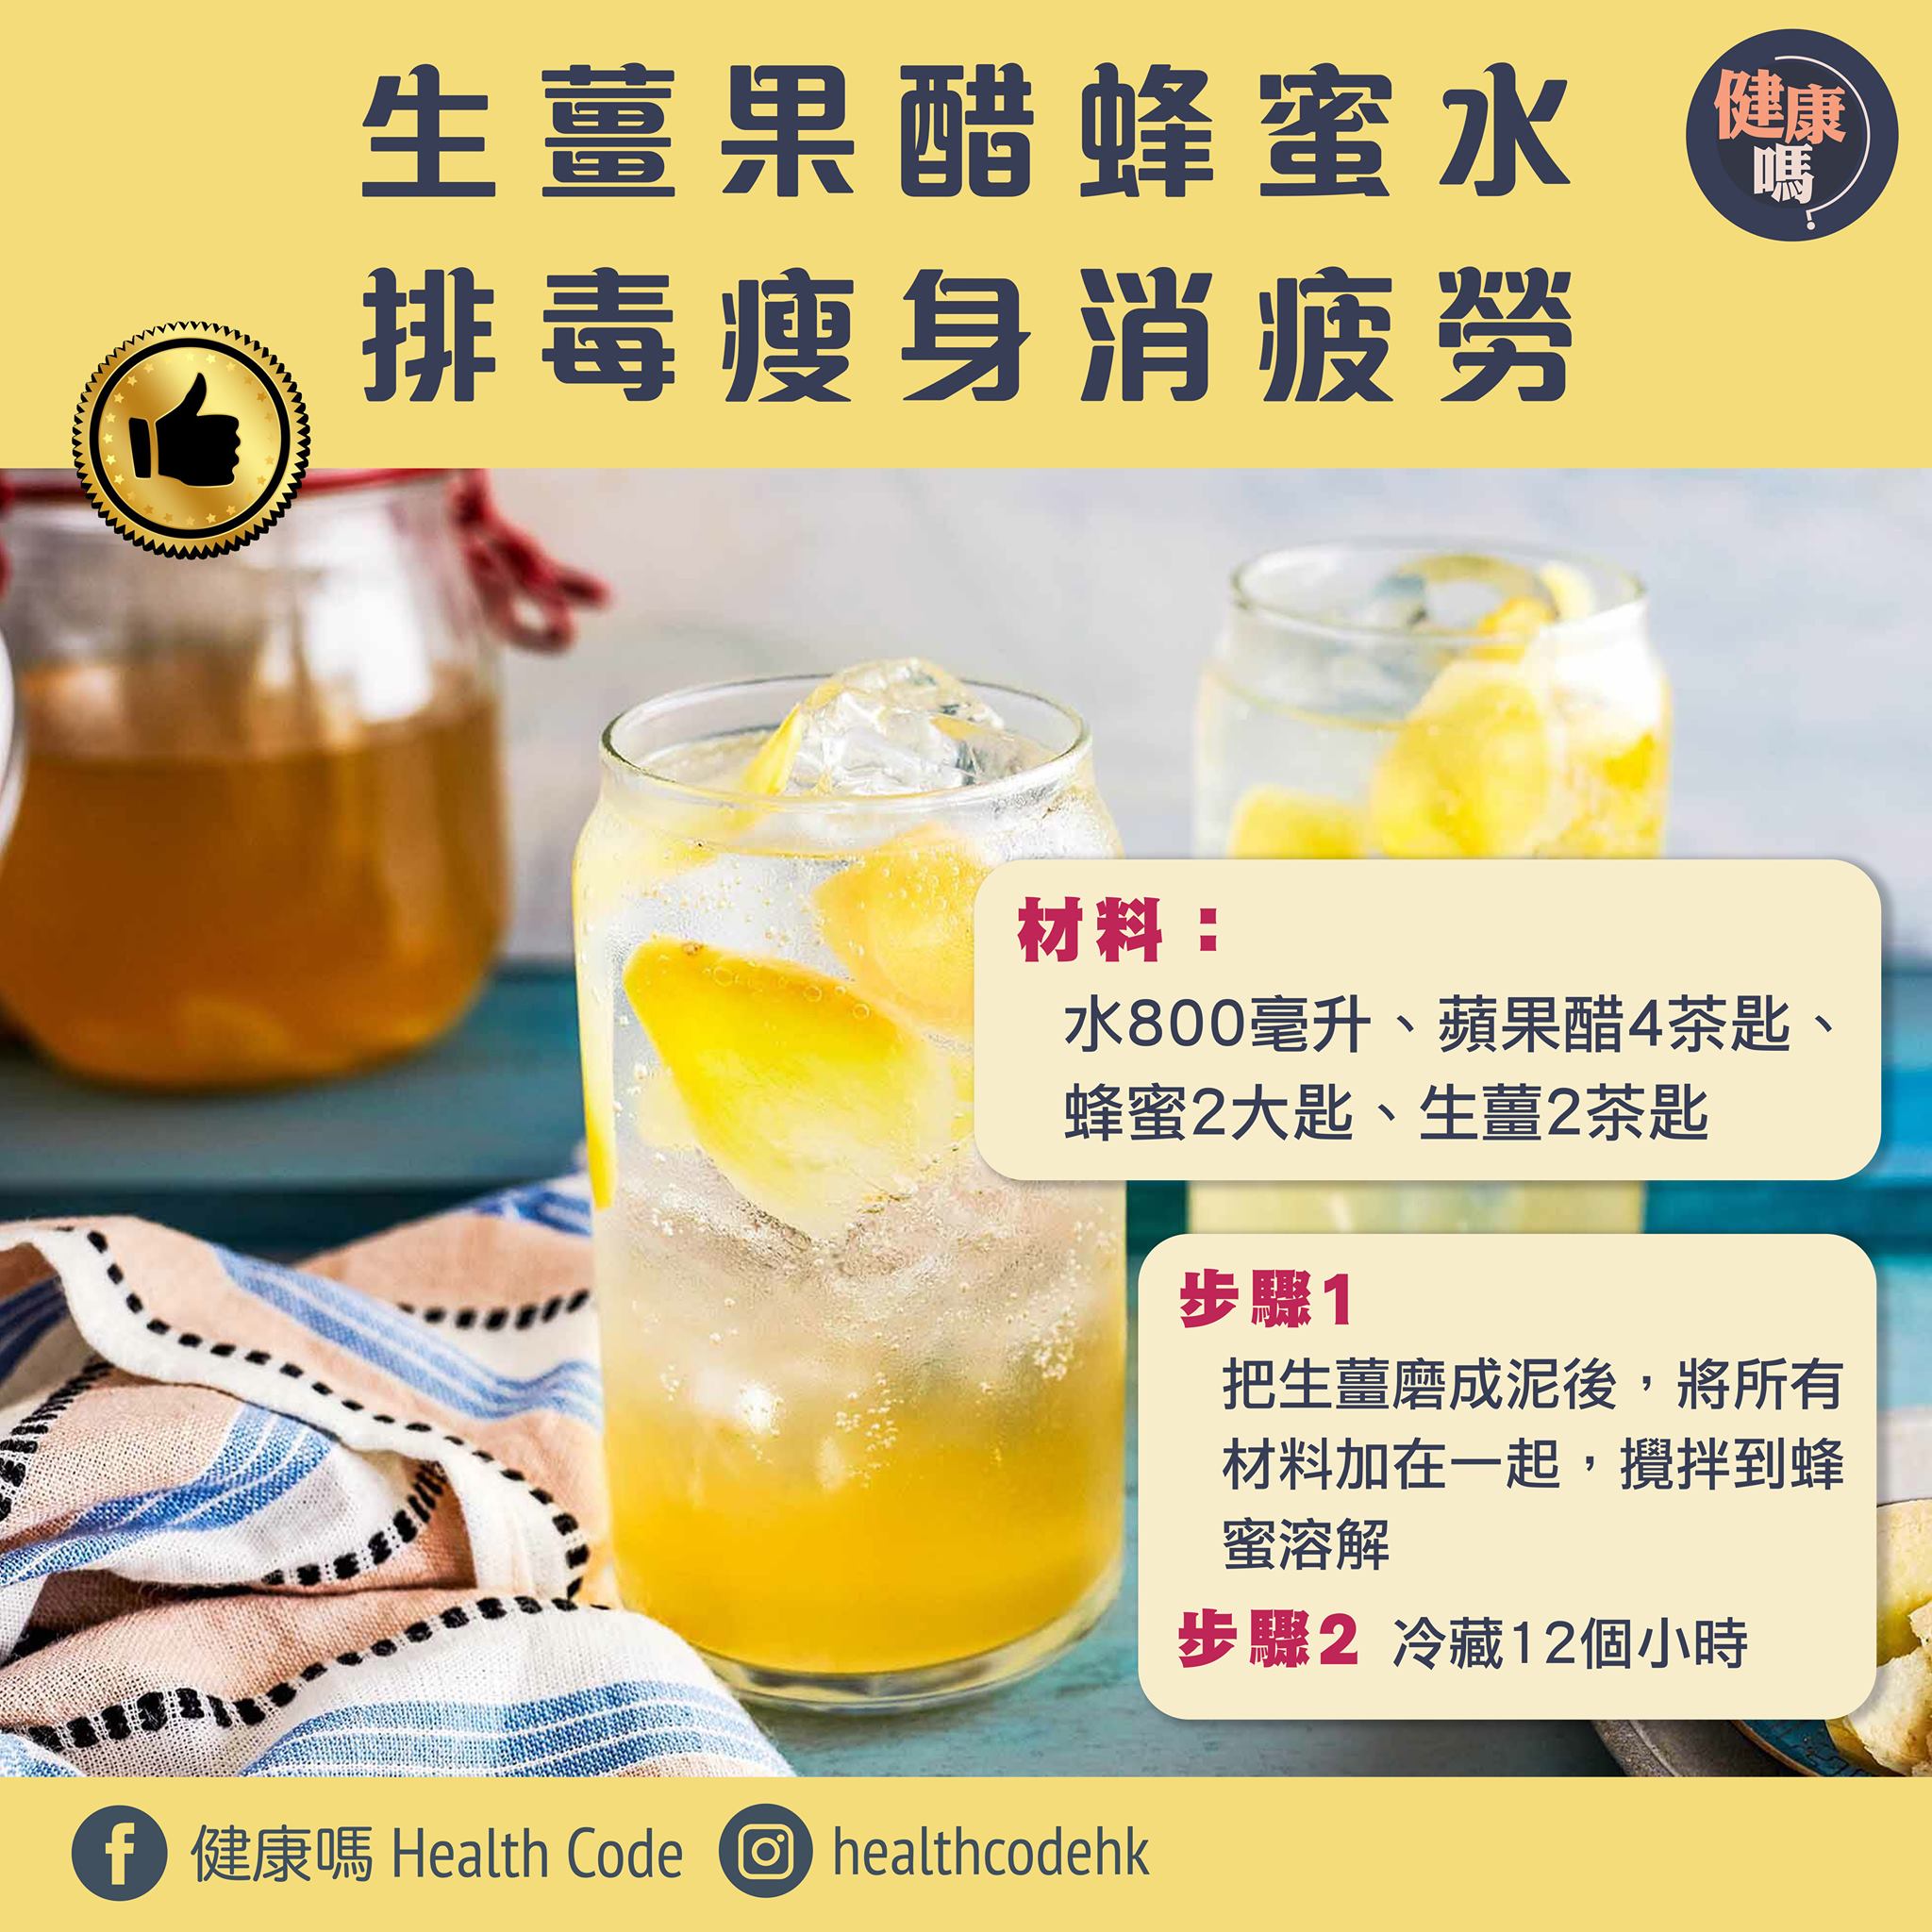 生薑果醋蜂蜜水
健康
嗎?
排毒瘦身消疲勞
材料：
水800毫升、蘋果醋4茶匙、
蜂蜜2大匙、生薑2茶匙
步驟1
把生薑磨成泥後，將所有
材料加在一起，攪拌到蜂
蜜溶解
步驟2 冷藏12個小時
健康嗎 Health Code healthcodehk